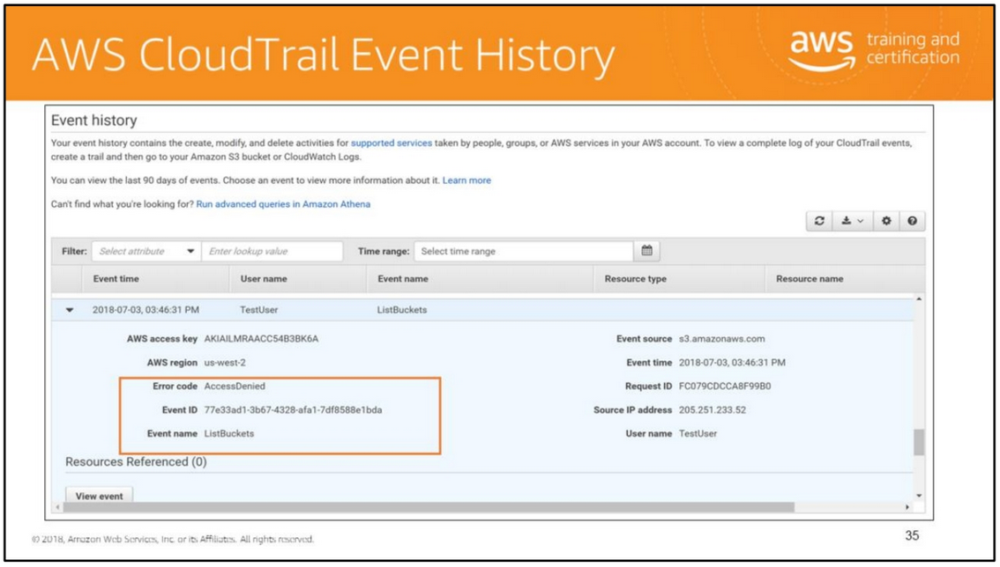 AWS CloudTrail Event History
aws training and certification
Event history
Your event history contains the create, modify, and delete activities for supported services taken by people, groups, or AWS services in your AWS account. To view a complete log of your CloudTrail events,
create a trail and then go to your Amazon S3 bucket or CloudWatch Logs.
You can view the last 90 days of events. Choose an event to view more information about it. Learn more
Can't find what you're looking for? Run advanced queries in Amazon Athena
Filter: Select attribute Enter lookup value Time range: Select time range
Event time User name Event name Resource type Resource name
2018-07-03, 03:46:31 PM TestUser ListBuckets
AWS access key AKIAILMRAACC54B3BK6A Event source s3.amazonaws.com
AWS region us-west-2 Event time 2018-07-03, 03:46:31 PM
Error code AccessDenied Request ID FC079CDCCA8F99B0
Event ID 77e33ad1-3b67-4328-afa1-7df8588e1bda Source IP address 205.251.233.52
Event name ListBuckets User name TestUser
Resources Referenced (0)
View event
© 2018, Amazon Web Services, Inc. or its Affiliates. All rights reserved.
35